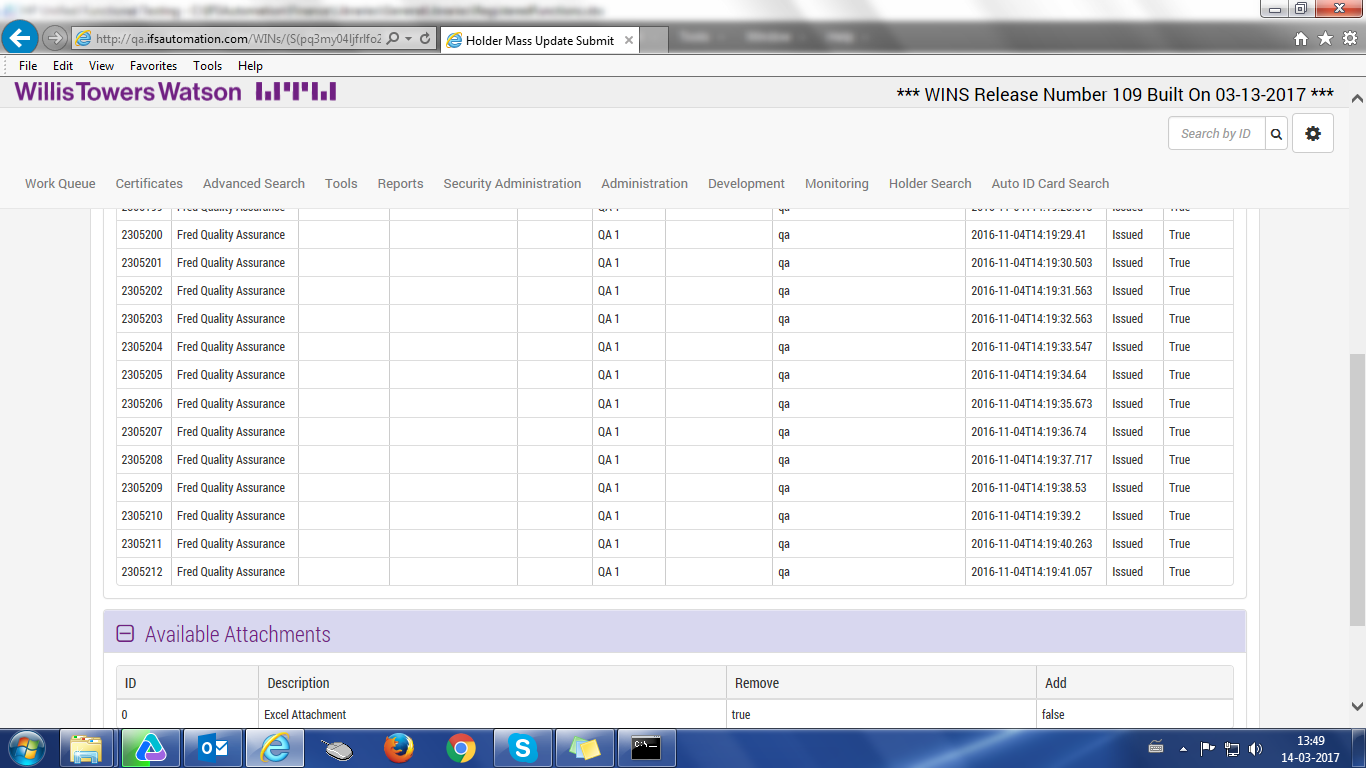 http://qa.ifsautomation.com/WINs/(S(pq3my04ljfrlfo2
Holder Mass Update Submit
File Edit View Favorites Tools Help
Willis Towers Watson
*** WINS Release Number 109 Built On 03-13-2017 ***
Search by ID
Work Queue Certificates Advanced Search Tools Reports Security Administration Administration Development Monitoring Holder Search Auto ID Card Search
2305200 Fred Quality Assurance QA 1 qa 2016-11-04T14:19:29.41 Issued True
2305201 Fred Quality Assurance QA 1 qa 2016-11-04T14:19:30.503 Issued True
2305202 Fred Quality Assurance QA 1 qa 2016-11-04T14:19:31.563 Issued True
2305203 Fred Quality Assurance QA 1 qa 2016-11-04T14:19:32.563 Issued True
2305204 Fred Quality Assurance QA 1 qa 2016-11-04T14:19:33.547 Issued True
2305205 Fred Quality Assurance QA 1 qa 2016-11-04T14:19:34.64 Issued True
2305206 Fred Quality Assurance QA 1 qa 2016-11-04T14:19:35.673 Issued True
2305207 Fred Quality Assurance QA 1 qa 2016-11-04T14:19:36.74 Issued True
2305208 Fred Quality Assurance QA 1 qa 2016-11-04T14:19:37.717 Issued True
2305209 Fred Quality Assurance QA 1 qa 2016-11-04T14:19:38.53 Issued True
2305210 Fred Quality Assurance QA 1 qa 2016-11-04T14:19:39.2 Issued True
2305211 Fred Quality Assurance QA 1 qa 2016-11-04T14:19:40.263 Issued True
2305212 Fred Quality Assurance QA 1 qa 2016-11-04T14:19:41.057 Issued True
Available Attachments
ID Description Remove Add
0 Excel Attachment true false
13:49
14-03-2017